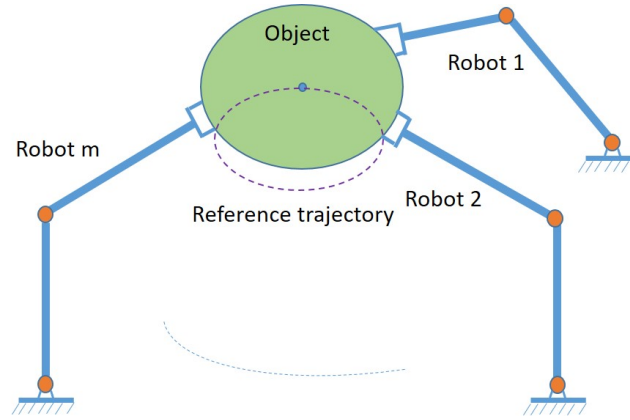 Object
Robot 1
Robot m
Robot 2
Reference trajectory